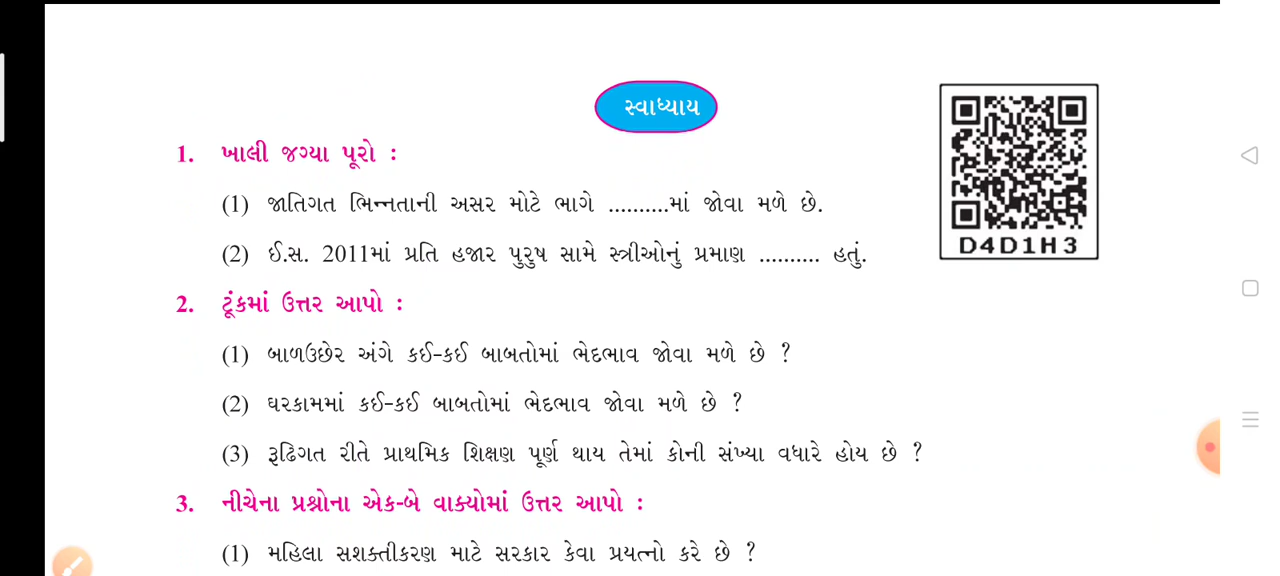 સ્વાધ્યાય
1. ખાલી જગ્યા પૂરો :
(1) જાતિગત ભિન્નતાની અસર મોટે ભાગે ..........માં જોવા મળે છે.
(2) ઈ.સ. 2011માં પ્રતિ હજાર પુરુષ સામે સ્ત્રીઓનું પ્રમાણ .......... હતું.
D4D1H3
2. ટૂંકમાં ઉત્તર આપો :
(1) બાળઉછેર અંગે કઈ-કઈ બાબતોમાં ભેદભાવ જોવા મળે છે ?
(2) ઘરકામમાં કઈ-કઈ બાબતોમાં ભેદભાવ જોવા મળે છે ?
(3) રૂઢિગત રીતે પ્રાથમિક શિક્ષણ પૂર્ણ થાય તેમાં કોની સંખ્યા વધારે હોય છે ?
3. નીચેના પ્રશ્નોના એક-બે વાક્યોમાં ઉત્તર આપો :
(1) મહિલા સશક્તીકરણ માટે સરકાર કેવા પ્રયત્નો કરે છે ?